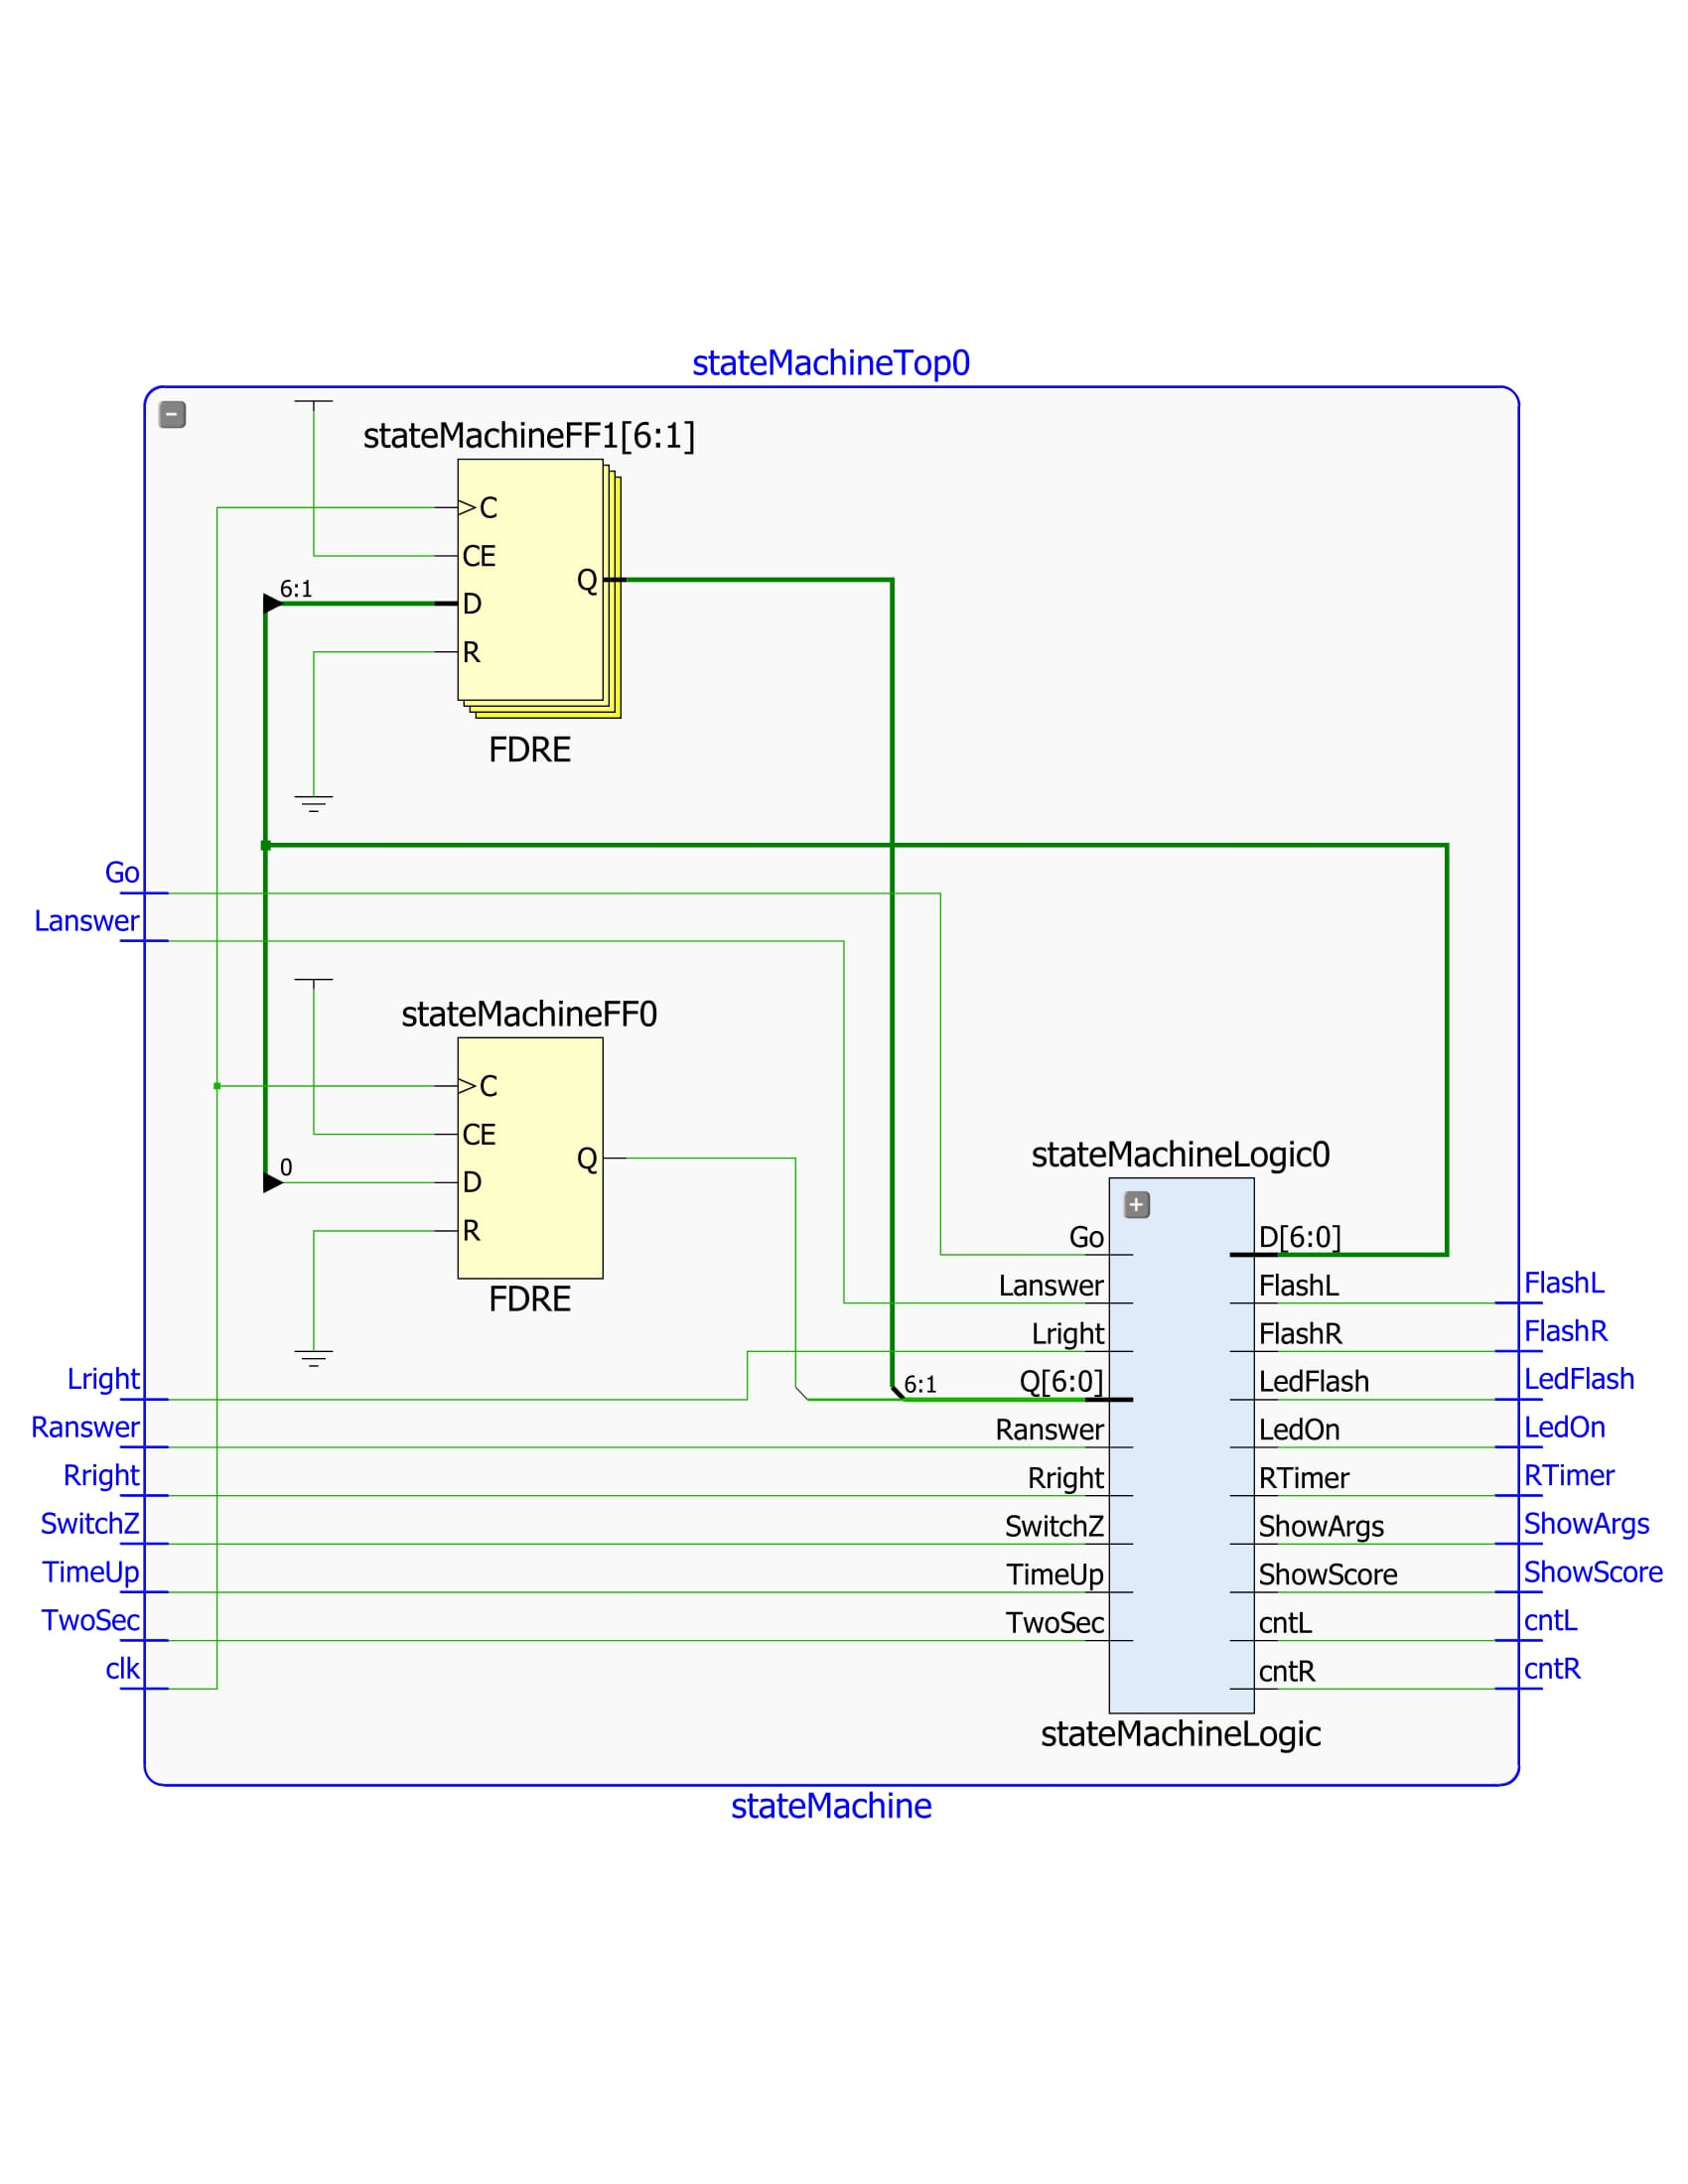 stateMachineTop0
stateMachineFF1[6:1]
C
CE
Q
6:1
D
R
FDRE
Go
Lanswer
stateMachineFF0
C
CE
Q
0
D
R
FDRE
stateMachineLogic0
Go
D[6:0]
Lanswer
FlashL
FlashL
Lright
FlashR
FlashR
Lright
6:1
Q[6:0]
LedFlash
LedFlash
Ranswer
Ranswer
LedOn
LedOn
Rright
Rright
RTimer
RTimer
SwitchZ
SwitchZ
ShowArgs
ShowArgs
TimeUp
TimeUp
ShowScore
ShowScore
TwoSec
TwoSec
cntL
cntL
clk
cntR
cntR
stateMachineLogic
stateMachine